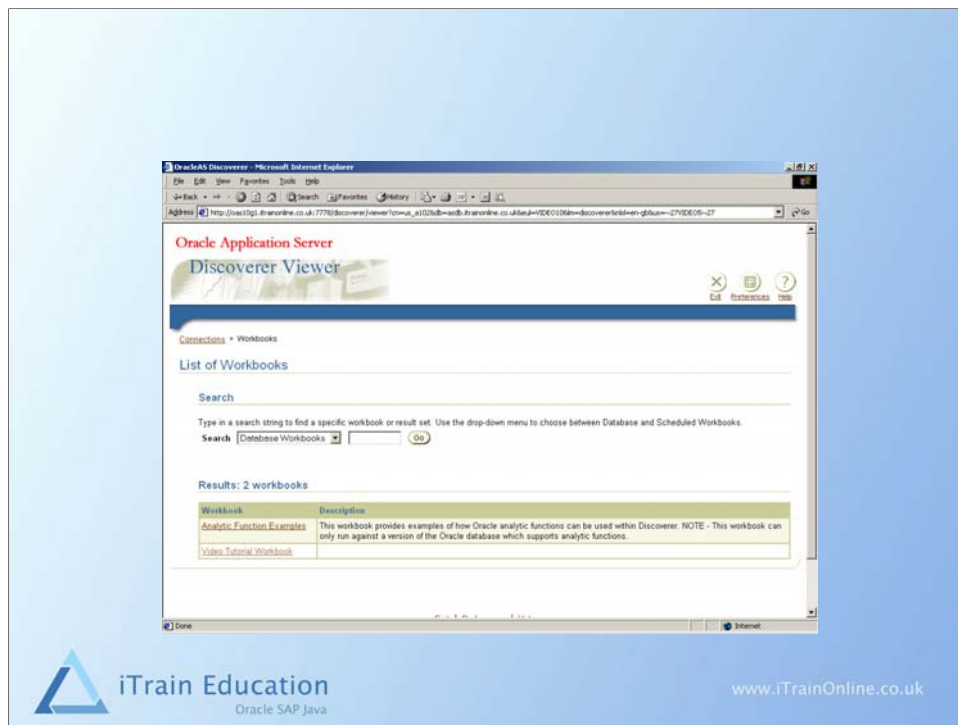 OracleAS Discoverer - Microsoft Internet Explorer
File Edit View Favorites Tools Help
Back Search Favorites History
Address Go
Oracle Application Server
Discoverer Viewer
Exit Preferences Help
Connections Workbooks
List of Workbooks
Search
Type in a search string to find a specific workbook or result set. Use the drop-down menu to choose between Database and Scheduled Workbooks.
Search Database Workbooks Go
Results: 2 workbooks
Workbook Description
Analytic Function Examples This workbook provides examples of how Oracle analytic functions can be used within Discoverer. NOTE - This workbook can
only run against a version of the Oracle database which supports analytic functions.
Video Tutorial Workbook
Done Internet
iTrain Education
Oracle SAP Java
www.iTrainOnline.co.uk